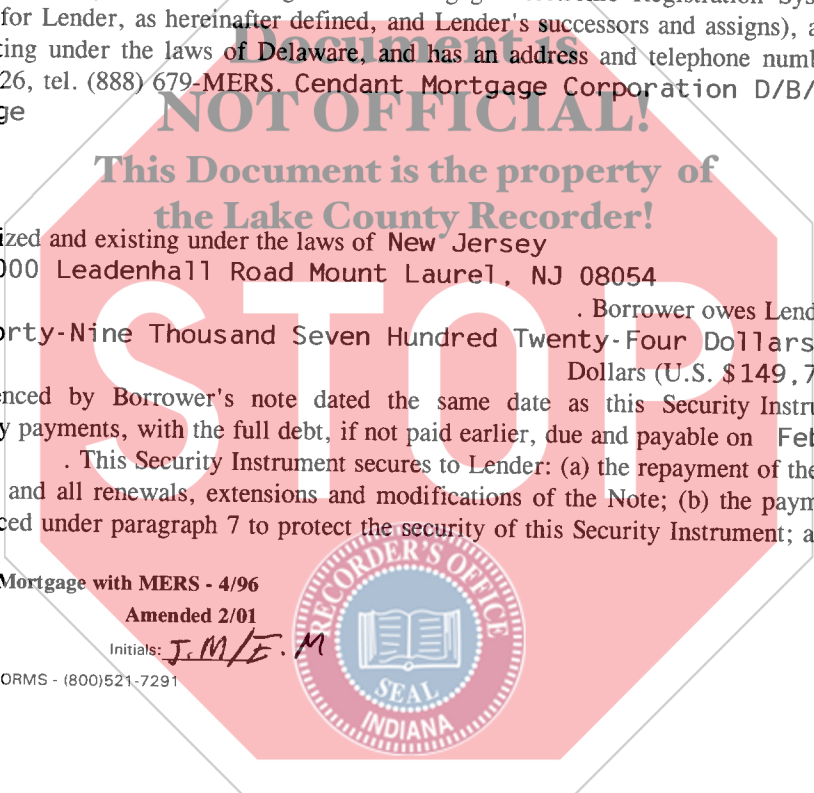 for Lender, as hereinafter defined, and Lender's successors and assigns), a
ting under the laws of Delaware, and has an address and telephone numb
26, tel. (888) 679-MERS. Cendant Mortgage Corporation D/B/
ge
Document is
NOT OFFICIAL!
This Document is the property of
the Lake County Recorder!
ized and existing under the laws of New Jersey
000 Leadenhall Road Mount Laurel, NJ 08054
. Borrower owes Lend
orty-Nine Thousand Seven Hundred Twenty-Four Dollars
Dollars (U.S. $149,7
enced by Borrower's note dated the same date as this Security Instru
y payments, with the full debt, if not paid earlier, due and payable on Feb
. This Security Instrument secures to Lender: (a) the repayment of the
and all renewals, extensions and modifications of the Note; (b) the paym
ced under paragraph 7 to protect the security of this Security Instrument; a
STOP
Mortgage with MERS - 4/96
Amended 2/01
Initials: J.M/E.M
ORMS - (800)521-7291
RECORDER'S OFFICE
SEAL
INDIANA